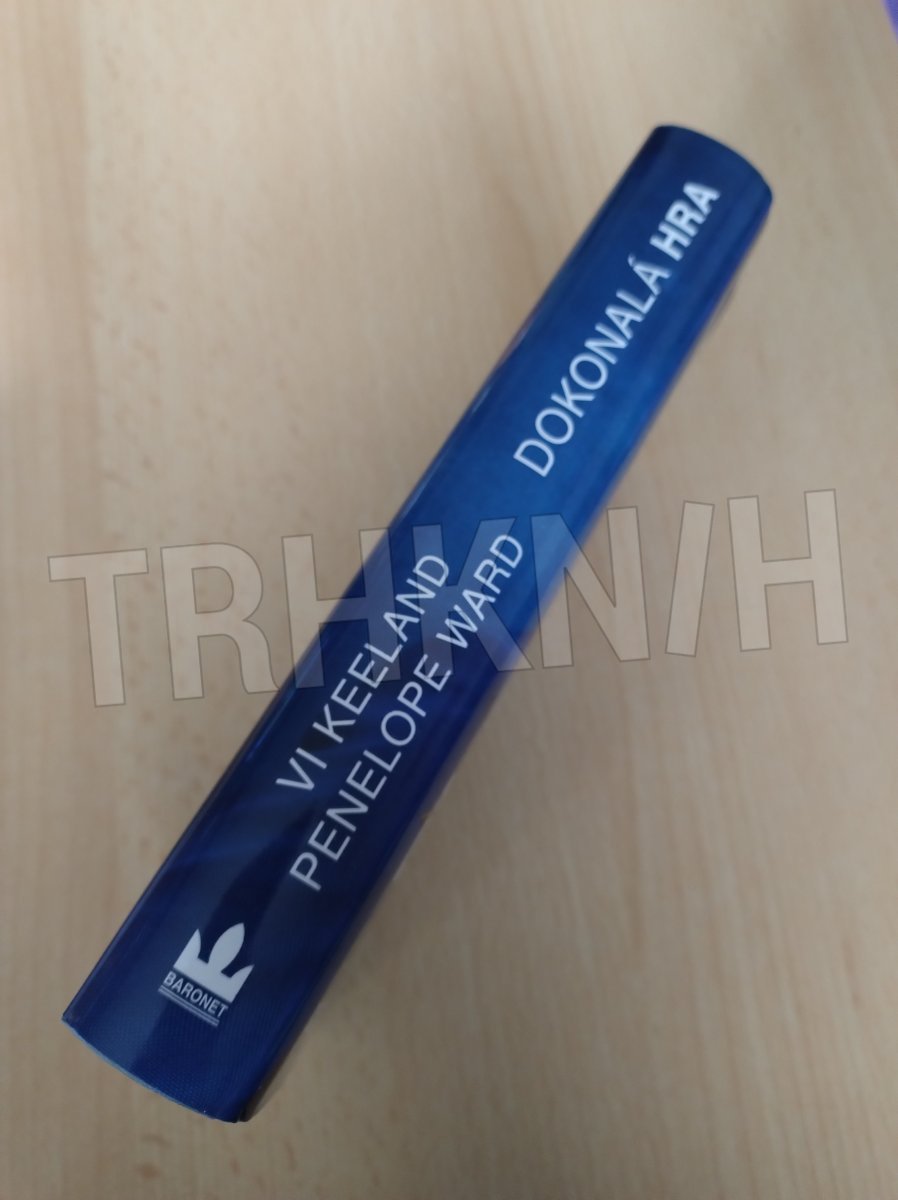 DOKONALÁ HRA
VI KEELAND
PENELOPE WARD
BARONET
TRHKNIH